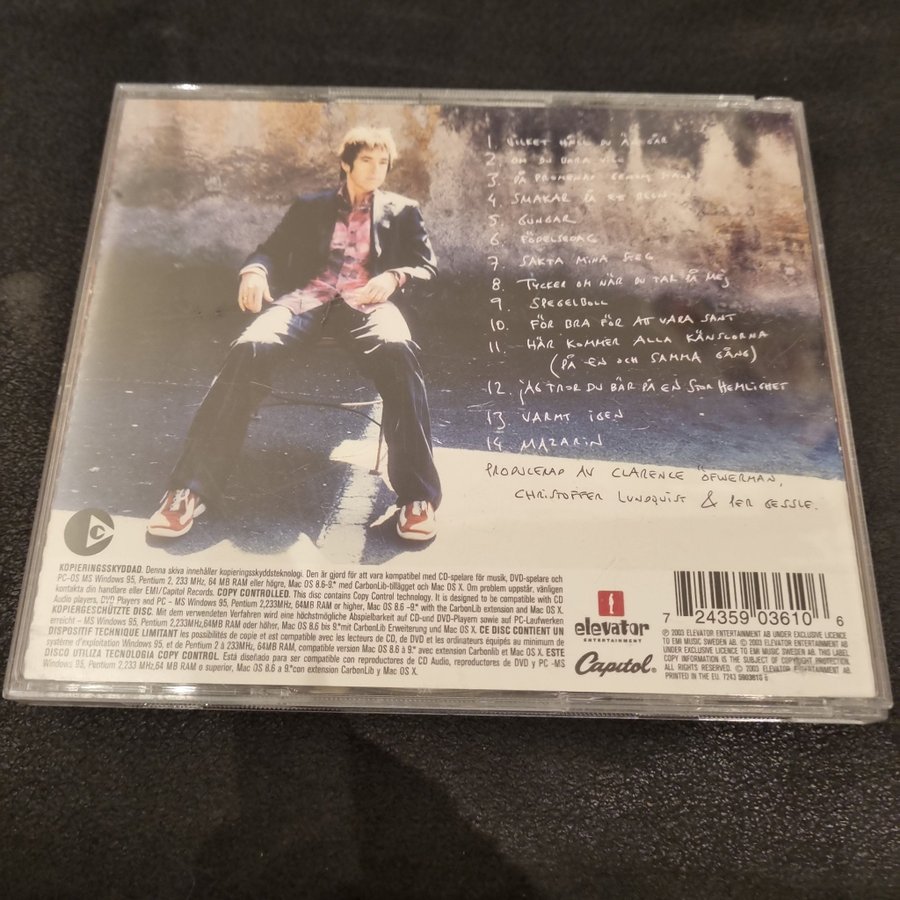 1. VILKET HÅLL DU ÄN GÅR
2. OM DU BARA VILL
3. PÅ PROMENAD GENOM STAN
4. SMAKAR PÅ ETT REGN
5. GUNGAR
6. FÖDELSEDAG
7. SAKTA MINA STEG
8. TYCKER OM NÄR DU TAR PÅ MEJ
9. SPEGELBOLL
10. FÖR BRA FÖR ATT VARA SANT
11. HÄR KOMMER ALLA KÄNSLORNA
(PÅ EN OCH SAMMA GÅNG)
12. JAG TROR DU BÄR PÅ EN STOR HEMLIGHET
13 VARMT IGEN
14 MAZARIN
PRODUCERAD AV CLARENCE ÖFWERMAN,
CHRISTOFFER LUNDQUIST & PER GESSLE.
KOPIERINGSSKYDDAD. Denna skiva innehåller kopieringsskyddsteknologi. Den är gjord för att vara kompatibel med CD-spelare för musik, DVD-spelare och
PC-OS MS Windows 95, Pentium 2, 233 MHz, 64 MB RAM eller högre, Mac OS 8.6-9.* med CarbonLib-tillägget och Mac OS X. Om problem uppstår, vänligen
kontakta din handlare eller EMI/Capitol Records. COPY CONTROLLED. This disc contains Copy Control technology. It is designed to be compatible with CD
Audio players, DVD Players and PC – MS Windows 95, Pentium 2,233MHz, 64MB RAM or higher, Mac OS 8.6 -9.* with the CarbonLib extension and Mac OS X.
KOPIERGESCHÜTZTE DISC. Mit dem verwendeten Verfahren wird eine höchstmögliche Abspielbarkeit auf CD-und DVD-Playern sowie auf PC-Laufwerken
erreicht – MS Windows 95, Pentium 2,233MHz,64MB RAM oder höher, Mac OS 8.6 bis 9.*mit CarbonLib Erweiterung und Mac OS X. CE DISC CONTIENT UN
DISPOSITIF TECHNIQUE LIMITANT les possibilités de copie et est compatible avec les lecteurs de CD, de DVD et les ordinateurs équipés au minimum de
système d'exploitation Windows 95, et de Pentium 2 à 233MHz, 64MB RAM, compatible version Mac OS 8.6 à 9.* avec extension Carbonlib et Mac OS X. ESTE
DISCO UTILIZA TECNOLOGIA COPY CONTROL. Está diseñado para ser compatible con reproductores de CD Audio, reproductores de DVD y PC -MS
Windows 95, Pentium 2,233 MHz,64 MB RAM o superior, Mac OS 8.6 a 9.*con extension CarbonLib y Mac OS X.
elevator
ENTERTAINMENT
Capitol®
7 24359 03610 6
℗ 2003 ELEVATOR ENTERTAINMENT AB UNDER EXCLUSIVE LICENCE
TO EMI MUSIC SWEDEN AB. © 2003 ELEVATOR ENTERTAINMENT AB
UNDER EXCLUSIVE LICENCE TO EMI MUSIC SWEDEN AB. THIS LABEL
COPY INFORMATION IS THE SUBJECT OF COPYRIGHT PROTECTION.
ALL RIGHTS RESERVED. © 2003 ELEVATOR ENTERTAINMENT AB.
PRINTED IN THE EU. 7243 5903610 6